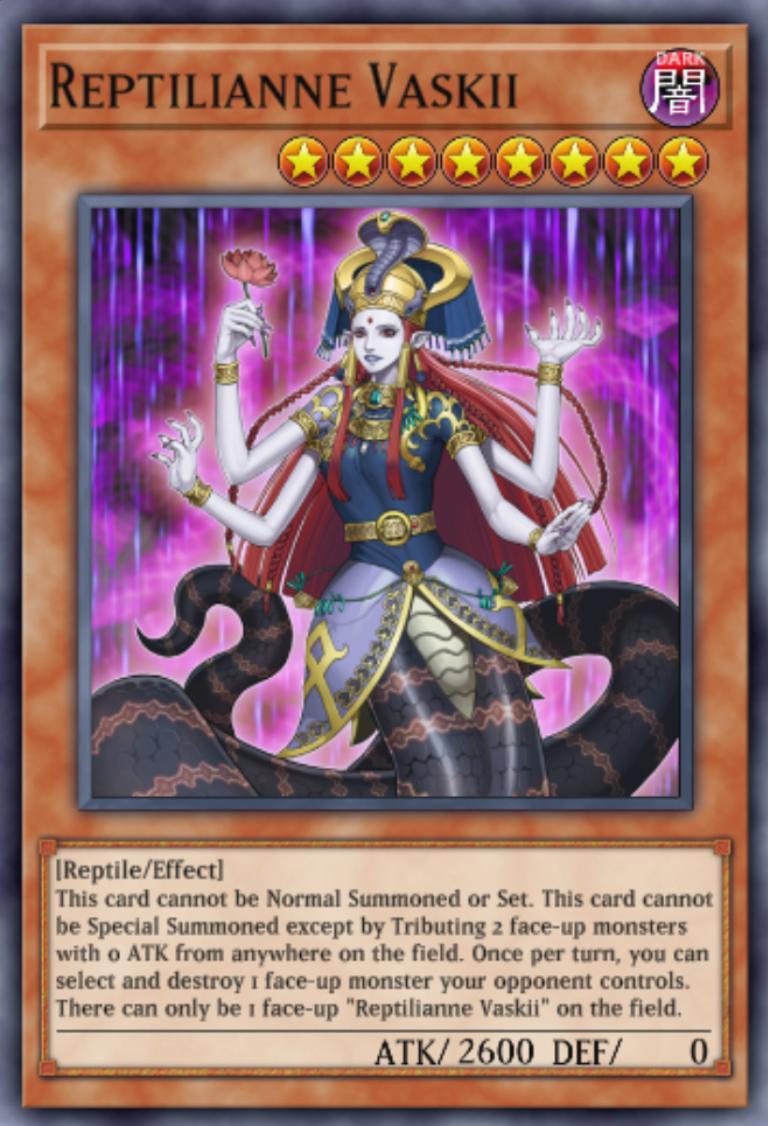 REPTILIANNE VASKII
DARK
闇
[Reptile/Effect]
This card cannot be Normal Summoned or Set. This card cannot
be Special Summoned except by Tributing 2 face-up monsters
with 0 ATK from anywhere on the field. Once per turn, you can
select and destroy 1 face-up monster your opponent controls.
There can only be 1 face-up "Reptilianne Vaskii" on the field.
ATK/ 2600 DEF/ 0